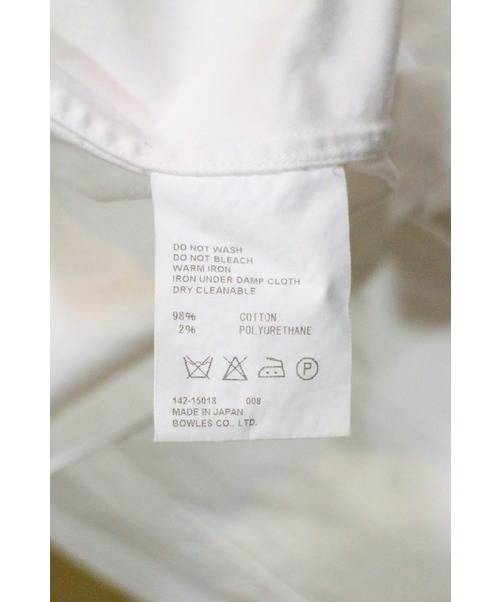 DO NOT WASH
DO NOT BLEACH
WARM IRON
IRON UNDER DAMP CLOTH
DRY CLEANABLE
98% COTTON
2% POLYURETHANE
P
142-15018 008
MADE IN JAPAN
BOWLES CO., LTD.